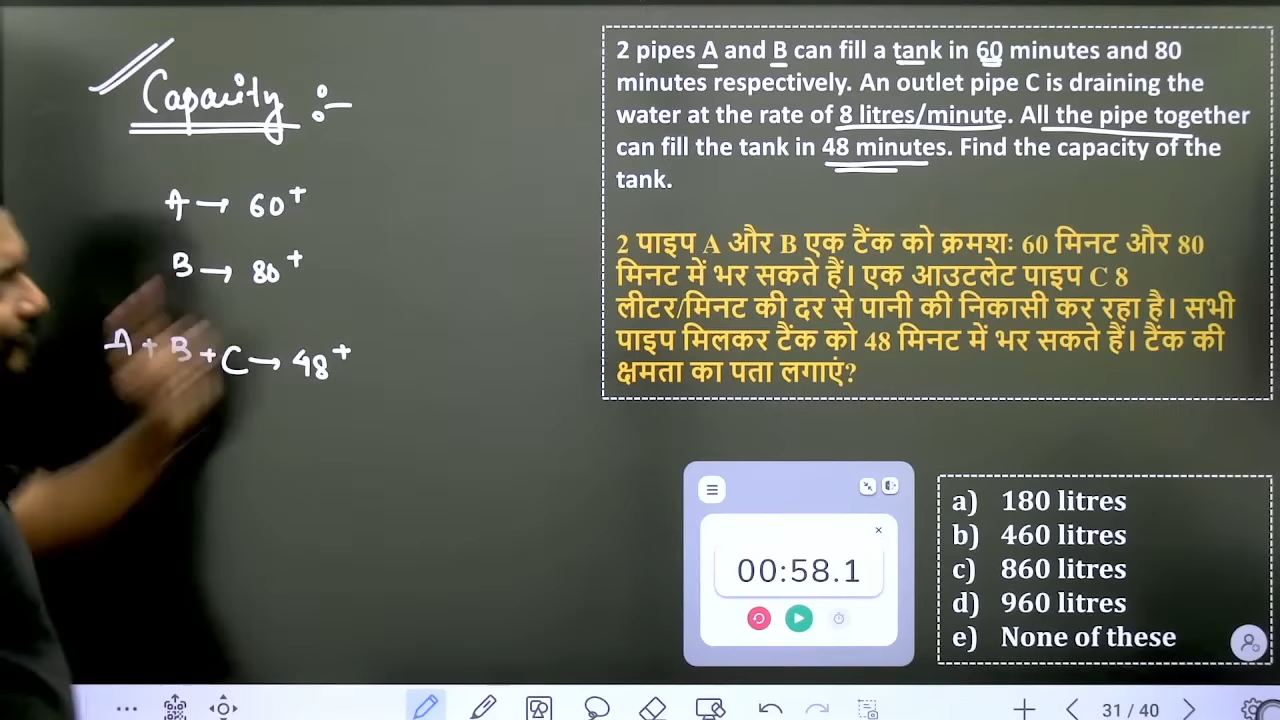 Capacity :-
A → 60+
B → 80+
A + B + C → 48+
2 pipes A and B can fill a tank in 60 minutes and 80
minutes respectively. An outlet pipe C is draining the
water at the rate of 8 litres/minute. All the pipe together
can fill the tank in 48 minutes. Find the capacity of the
tank.
2 पाइप A और B एक टैंक को क्रमशः 60 मिनट और 80
मिनट में भर सकते हैं। एक आउटलेट पाइप C 8
लीटर/मिनट की दर से पानी की निकासी कर रहा है। सभी
पाइप मिलकर टैंक को 48 मिनट में भर सकते हैं। टैंक की
क्षमता का पता लगाएं?
00:58.1
a) 180 litres
b) 460 litres
c) 860 litres
d) 960 litres
e) None of these
31 / 40